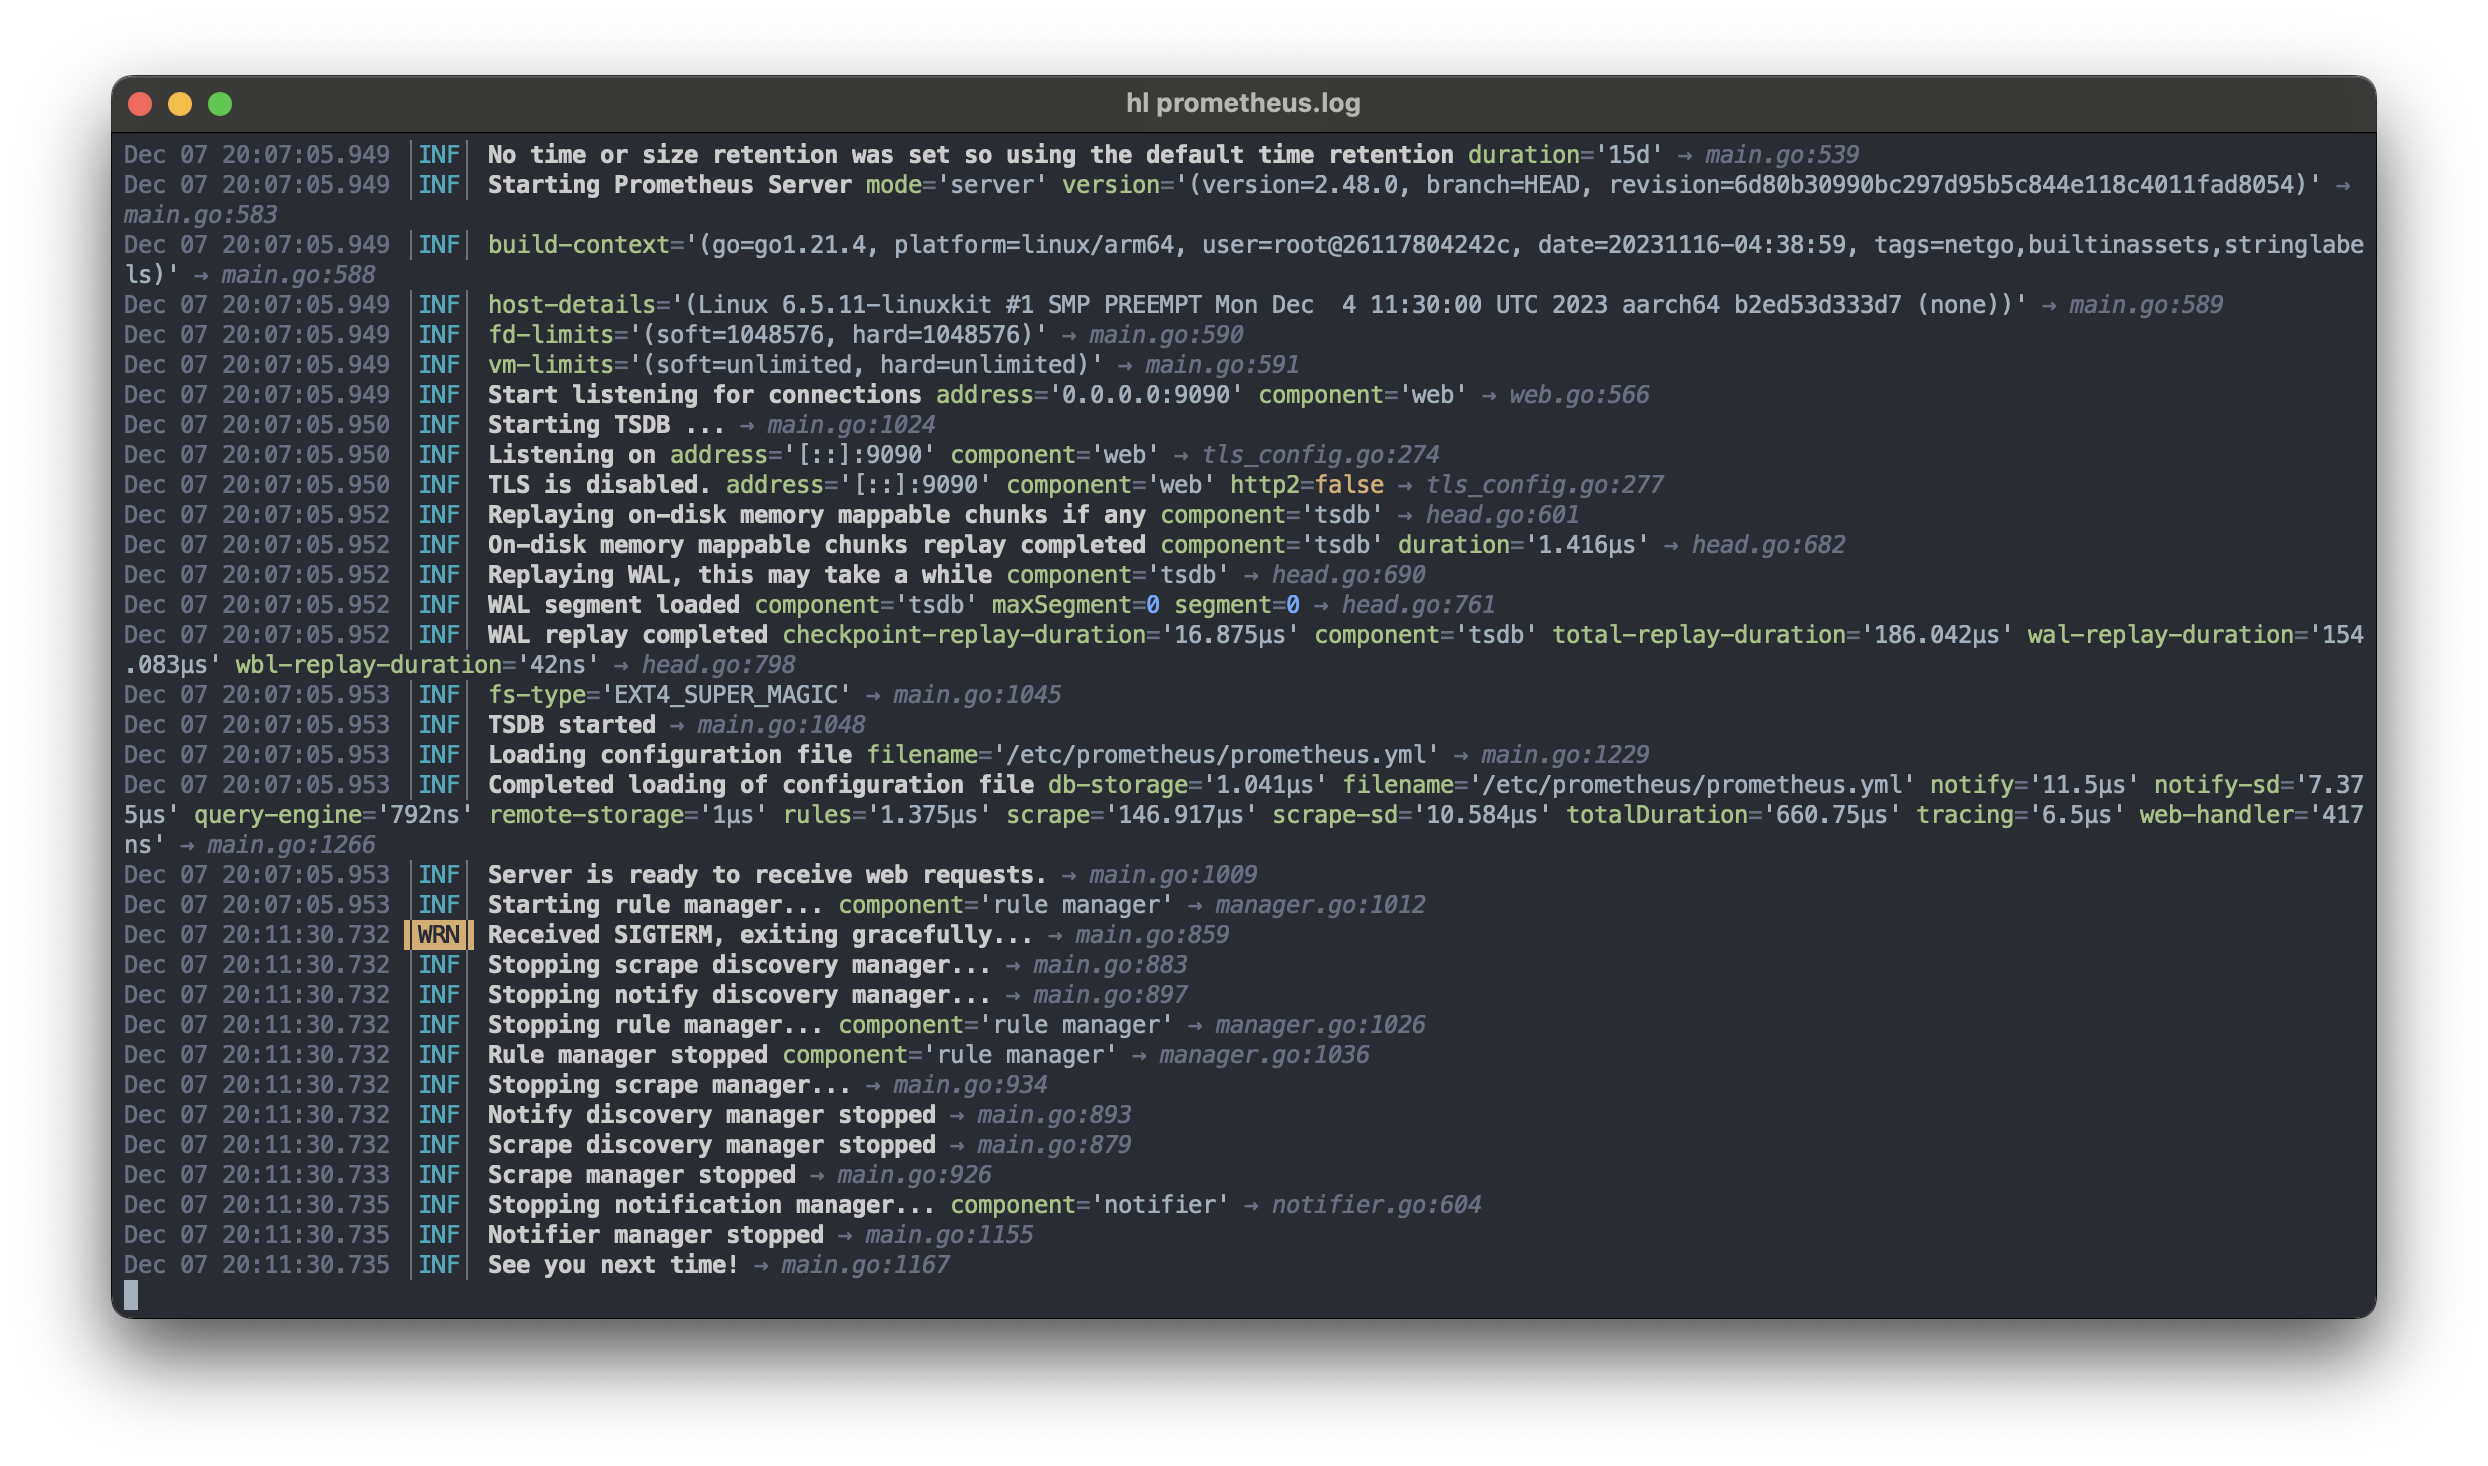 hl prometheus.log
Dec 07 20:07:05.949 |INF| No time or size retention was set so using the default time retention duration='15d' → main.go:539
Dec 07 20:07:05.949 |INF| Starting Prometheus Server mode='server' version='(version=2.48.0, branch=HEAD, revision=6d80b30990bc297d95b5c844e118c4011fad8054)' →
main.go:583
Dec 07 20:07:05.949 |INF| build-context='(go=go1.21.4, platform=linux/arm64, user=root@26117804242c, date=20231116-04:38:59, tags=netgo,builtinassets,stringlabe
ls)' → main.go:588
Dec 07 20:07:05.949 |INF| host-details='(Linux 6.5.11-linuxkit #1 SMP PREEMPT Mon Dec  4 11:30:00 UTC 2023 aarch64 b2ed53d333d7 (none))' → main.go:589
Dec 07 20:07:05.949 |INF| fd-limits='(soft=1048576, hard=1048576)' → main.go:590
Dec 07 20:07:05.949 |INF| vm-limits='(soft=unlimited, hard=unlimited)' → main.go:591
Dec 07 20:07:05.949 |INF| Start listening for connections address='0.0.0.0:9090' component='web' → web.go:566
Dec 07 20:07:05.950 |INF| Starting TSDB ... → main.go:1024
Dec 07 20:07:05.950 |INF| Listening on address='[::]:9090' component='web' → tls_config.go:274
Dec 07 20:07:05.950 |INF| TLS is disabled. address='[::]:9090' component='web' http2=false → tls_config.go:277
Dec 07 20:07:05.952 |INF| Replaying on-disk memory mappable chunks if any component='tsdb' → head.go:601
Dec 07 20:07:05.952 |INF| On-disk memory mappable chunks replay completed component='tsdb' duration='1.416µs' → head.go:682
Dec 07 20:07:05.952 |INF| Replaying WAL, this may take a while component='tsdb' → head.go:690
Dec 07 20:07:05.952 |INF| WAL segment loaded component='tsdb' maxSegment=0 segment=0 → head.go:761
Dec 07 20:07:05.952 |INF| WAL replay completed checkpoint-replay-duration='16.875µs' component='tsdb' total-replay-duration='186.042µs' wal-replay-duration='154
.083µs' wbl-replay-duration='42ns' → head.go:798
Dec 07 20:07:05.953 |INF| fs-type='EXT4_SUPER_MAGIC' → main.go:1045
Dec 07 20:07:05.953 |INF| TSDB started → main.go:1048
Dec 07 20:07:05.953 |INF| Loading configuration file filename='/etc/prometheus/prometheus.yml' → main.go:1229
Dec 07 20:07:05.953 |INF| Completed loading of configuration file db-storage='1.041µs' filename='/etc/prometheus/prometheus.yml' notify='11.5µs' notify-sd='7.37
5µs' query-engine='792ns' remote-storage='1µs' rules='1.375µs' scrape='146.917µs' scrape-sd='10.584µs' totalDuration='660.75µs' tracing='6.5µs' web-handler='417
ns' → main.go:1266
Dec 07 20:07:05.953 |INF| Server is ready to receive web requests. → main.go:1009
Dec 07 20:07:05.953 |INF| Starting rule manager... component='rule manager' → manager.go:1012
Dec 07 20:11:30.732 |WRN| Received SIGTERM, exiting gracefully... → main.go:859
Dec 07 20:11:30.732 |INF| Stopping scrape discovery manager... → main.go:883
Dec 07 20:11:30.732 |INF| Stopping notify discovery manager... → main.go:897
Dec 07 20:11:30.732 |INF| Stopping rule manager... component='rule manager' → manager.go:1026
Dec 07 20:11:30.732 |INF| Rule manager stopped component='rule manager' → manager.go:1036
Dec 07 20:11:30.732 |INF| Stopping scrape manager... → main.go:934
Dec 07 20:11:30.732 |INF| Notify discovery manager stopped → main.go:893
Dec 07 20:11:30.732 |INF| Scrape discovery manager stopped → main.go:879
Dec 07 20:11:30.733 |INF| Scrape manager stopped → main.go:926
Dec 07 20:11:30.735 |INF| Stopping notification manager... component='notifier' → notifier.go:604
Dec 07 20:11:30.735 |INF| Notifier manager stopped → main.go:1155
Dec 07 20:11:30.735 |INF| See you next time! → main.go:1167